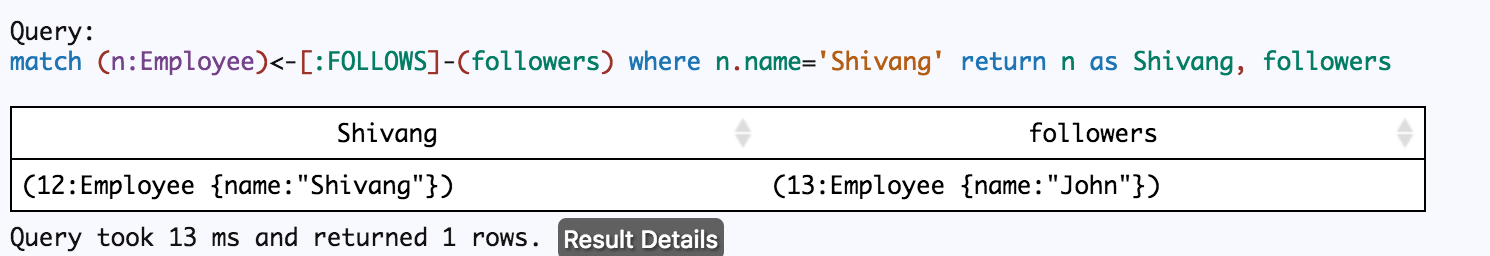 Query:
match (n:Employee)<-[:FOLLOWS]-(followers) where n.name='Shivang' return n as Shivang, followers
Shivang followers
(12:Employee {name:"Shivang"}) (13:Employee {name:"John"})
Query took 13 ms and returned 1 rows. Result Details